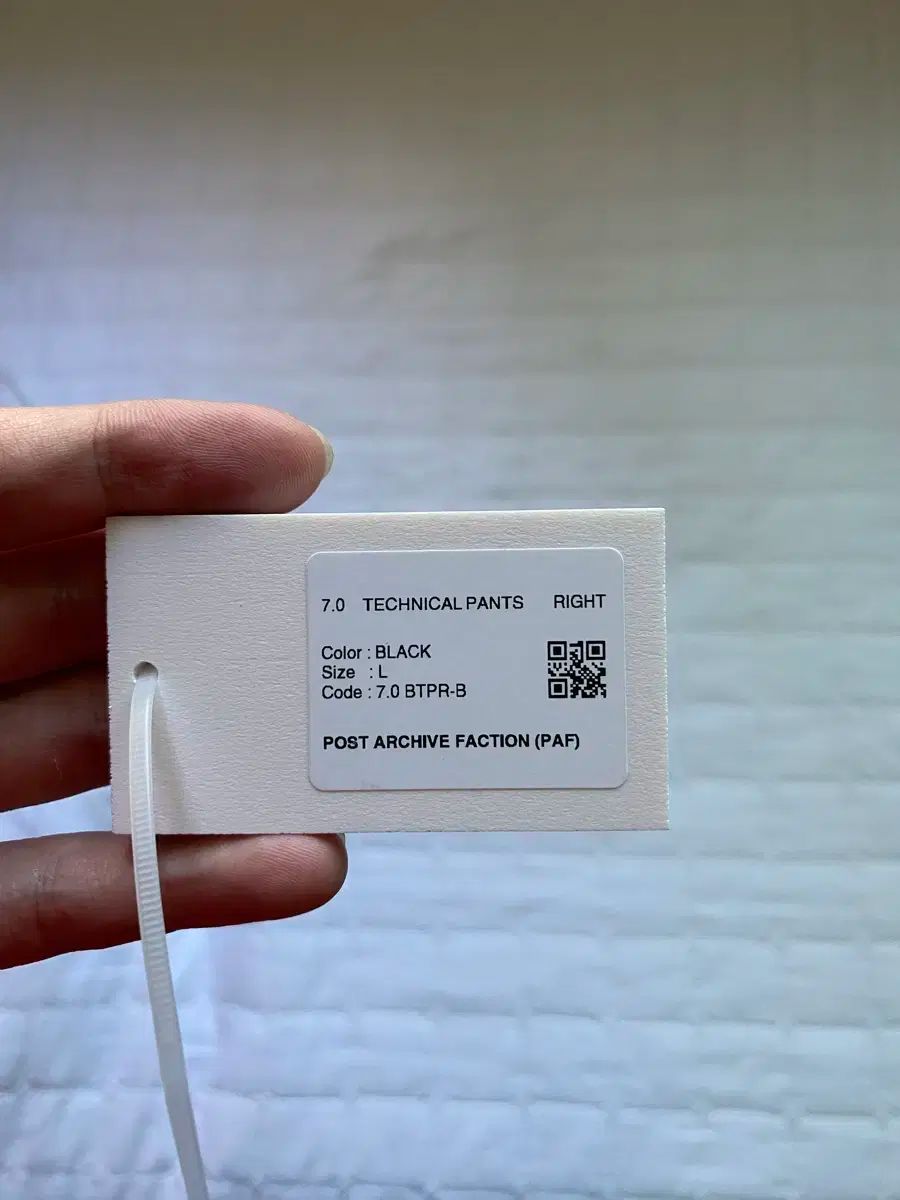 7.0 TECHNICAL PANTS RIGHT
Color : BLACK
Size : L
Code : 7.0 BTPR-B
POST ARCHIVE FACTION (PAF)